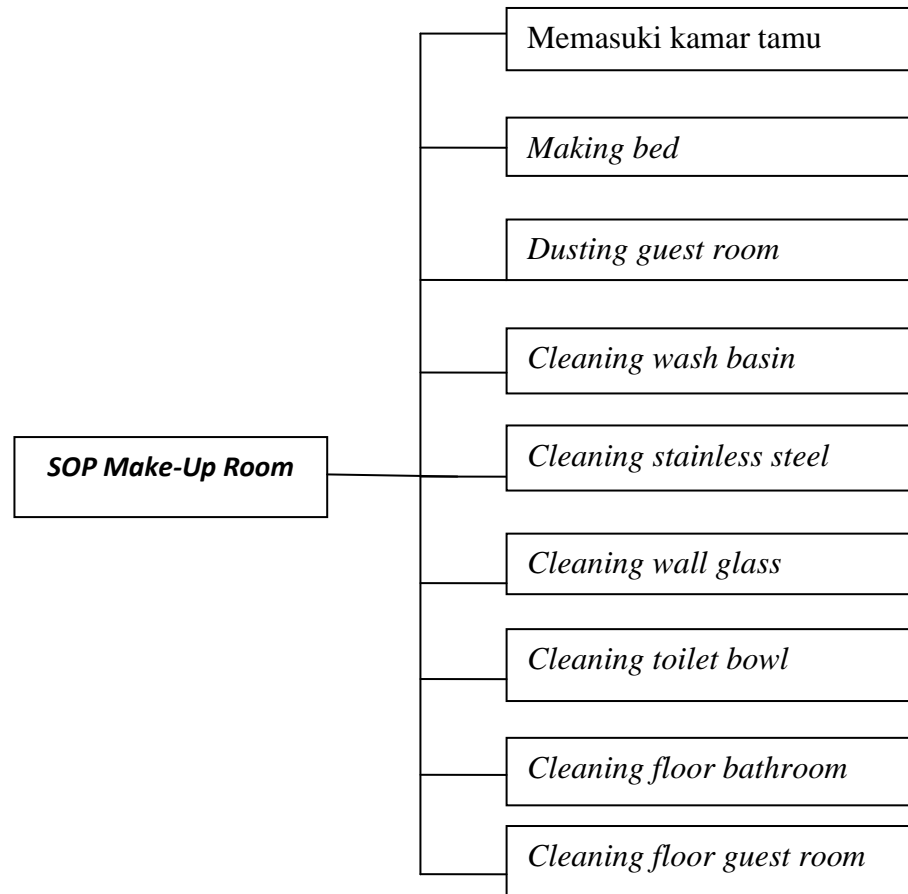 Memasuki kamar tamu
Making bed
Dusting guest room
Cleaning wash basin
SOP Make-Up Room
Cleaning stainless steel
Cleaning wall glass
Cleaning toilet bowl
Cleaning floor bathroom
Cleaning floor guest room